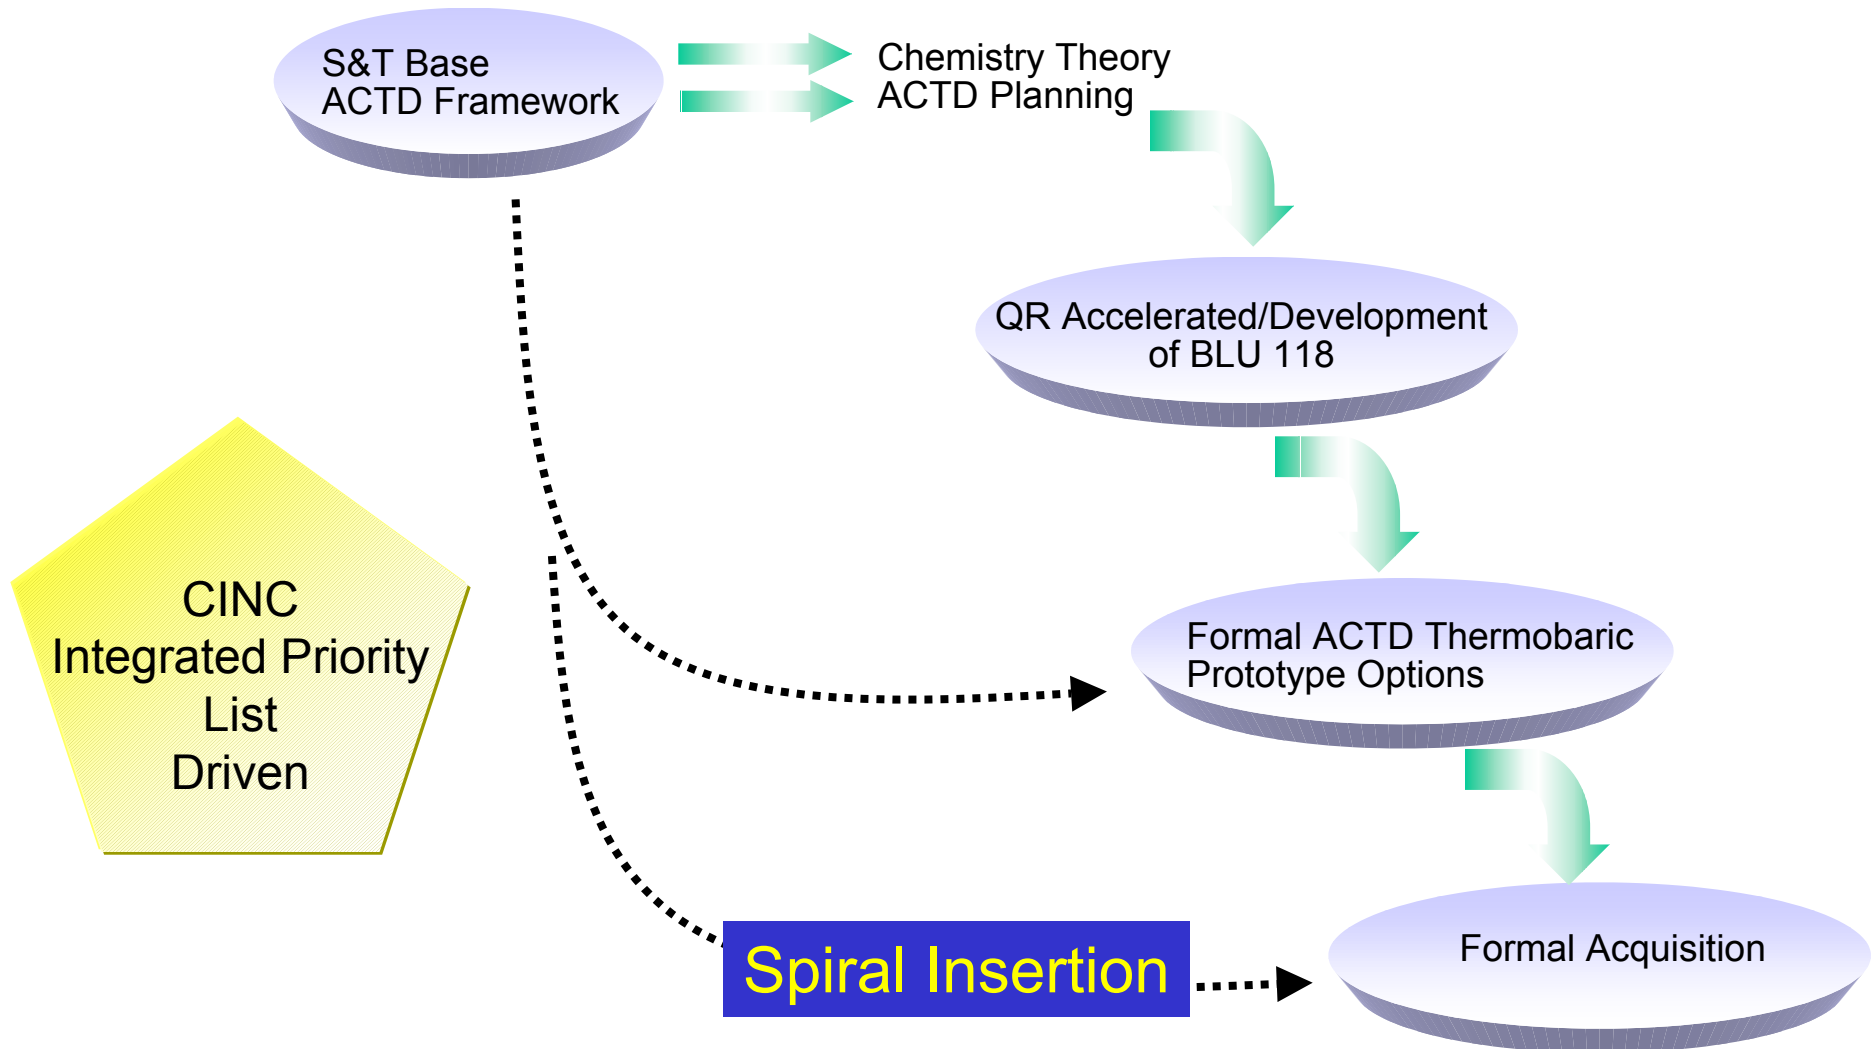 S&T Base
ACTD Framework
Chemistry Theory
ACTD Planning
QR Accelerated/Development
of BLU 118
CINC
Integrated Priority
List
Driven
Formal ACTD Thermobaric
Prototype Options
Spiral Insertion
Formal Acquisition